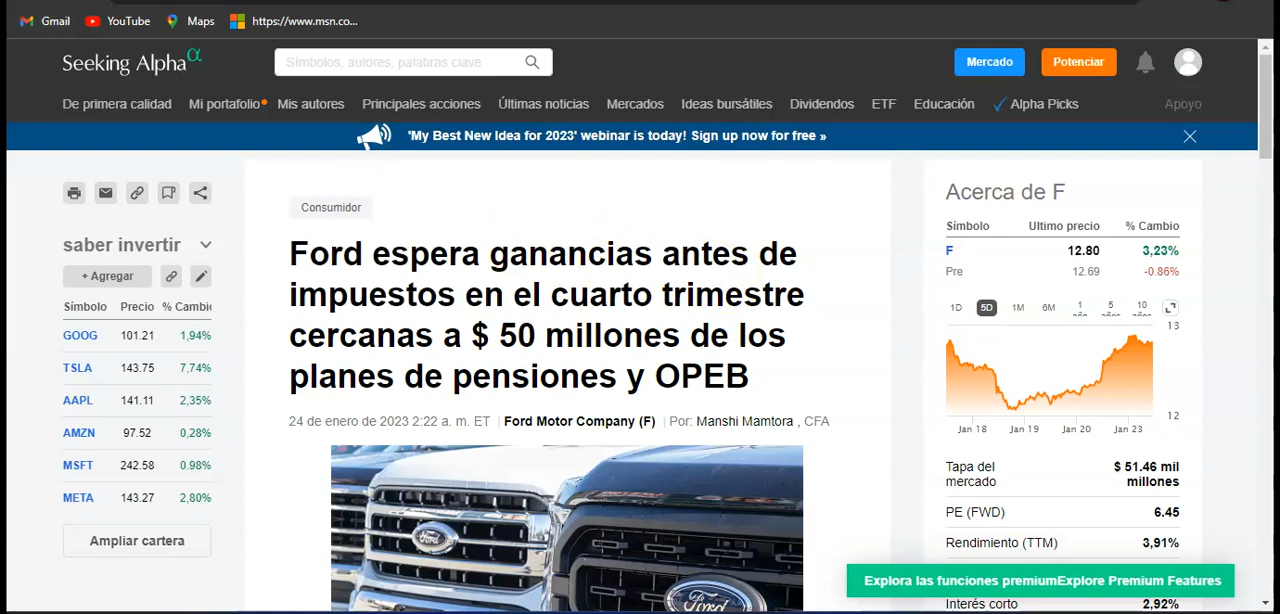 Gmail YouTube Maps https://www.msn.co...
Seeking Alpha α
Símbolos, autores, palabras clave
Mercado
Potenciar
De primera calidad Mi portafolio Mis autores Principales acciones Últimas noticias Mercados Ideas bursátiles Dividendos ETF Educación Alpha Picks Apoyo
'My Best New Idea for 2023' webinar is today! Sign up now for free »
saber invertir
+ Agregar
Símbolo Precio % Cambic
GOOG 101.21 1,94%
TSLA 143.75 7,74%
AAPL 141.11 2,35%
AMZN 97.52 0,28%
MSFT 242.58 0.98%
META 143.27 2,80%
Ampliar cartera
Consumidor
Ford espera ganancias antes de
impuestos en el cuarto trimestre
cercanas a $ 50 millones de los
planes de pensiones y OPEB
24 de enero de 2023 2:22 a. m. ET Ford Motor Company (F) Por: Manshi Mamtora , CFA
Ford
Ford
Acerca de F
Símbolo Ultimo precio % Cambio
F 12.80 3,23%
Pre 12.69 -0.86%
1D 5D 1M 6M 1 año 5 años 10 años
13
12
Jan 18 Jan 19 Jan 20 Jan 23
Tapa del $ 51.46 mil
mercado millones
PE (FWD) 6.45
Rendimiento (TTM) 3,91%
Explora las funciones premiumExplore Premium Features
Interés corto 2,92%